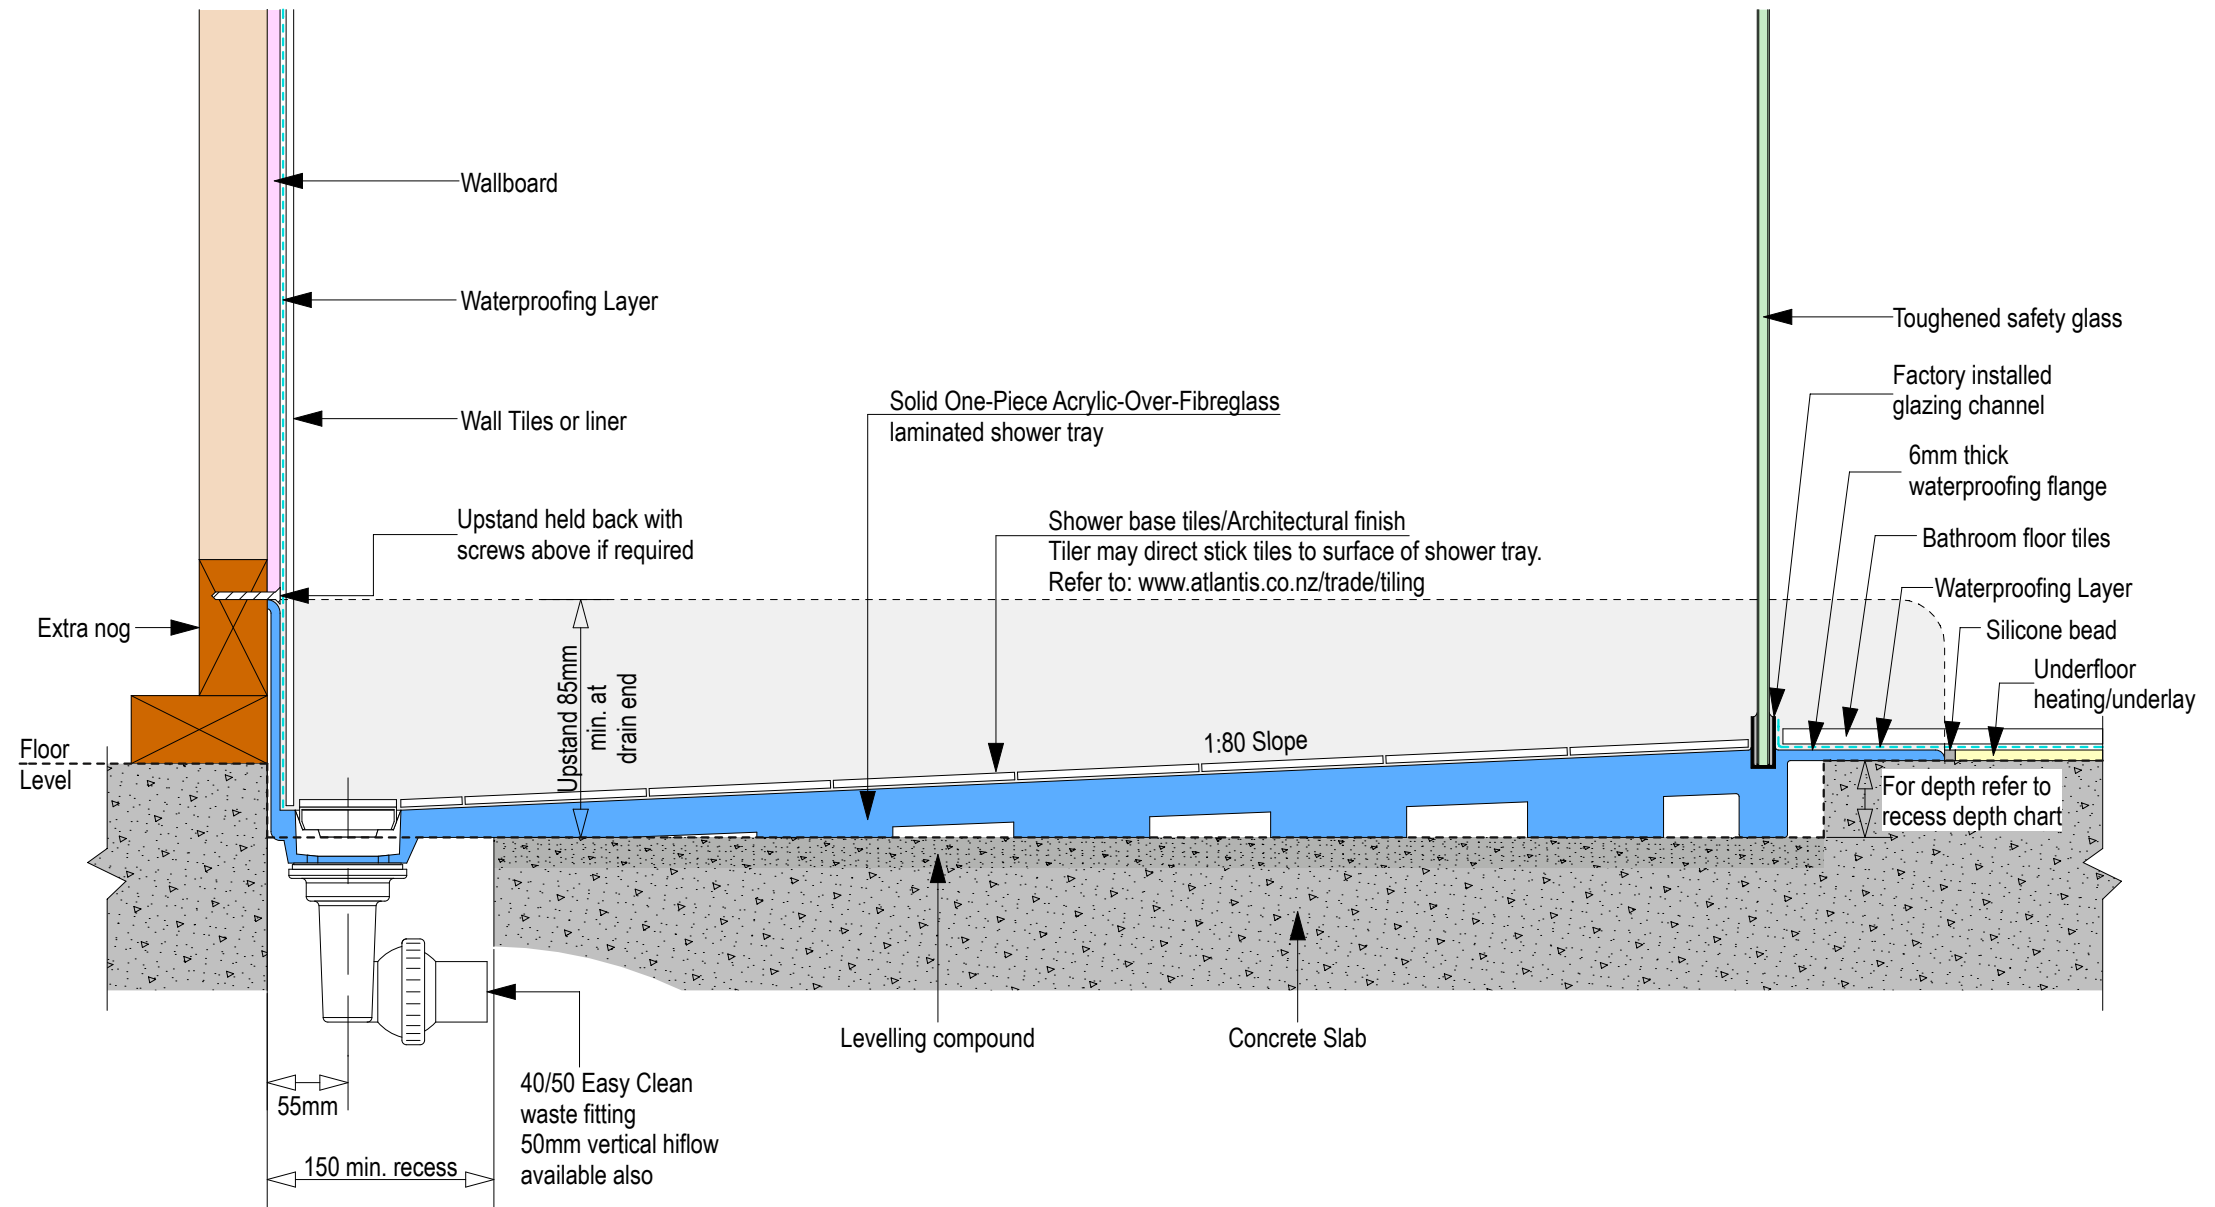 Wallboard
Waterproofing Layer
Wall Tiles or liner
Upstand held back with
screws above if required
Extra nog
Floor
Level
Solid One-Piece Acrylic-Over-Fibreglass
laminated shower tray
Shower base tiles/Architectural finish
Tiler may direct stick tiles to surface of shower tray.
Refer to: www.atlantis.co.nz/trade/tiling
Upstand 85mm
min. at
drain end
1:80 Slope
Toughened safety glass
Factory installed
glazing channel
6mm thick
waterproofing flange
Bathroom floor tiles
Waterproofing Layer
Silicone bead
Underfloor
heating/underlay
For depth refer to
recess depth chart
Levelling compound
Concrete Slab
40/50 Easy Clean
waste fitting
50mm vertical hiflow
available also
55mm
150 min. recess